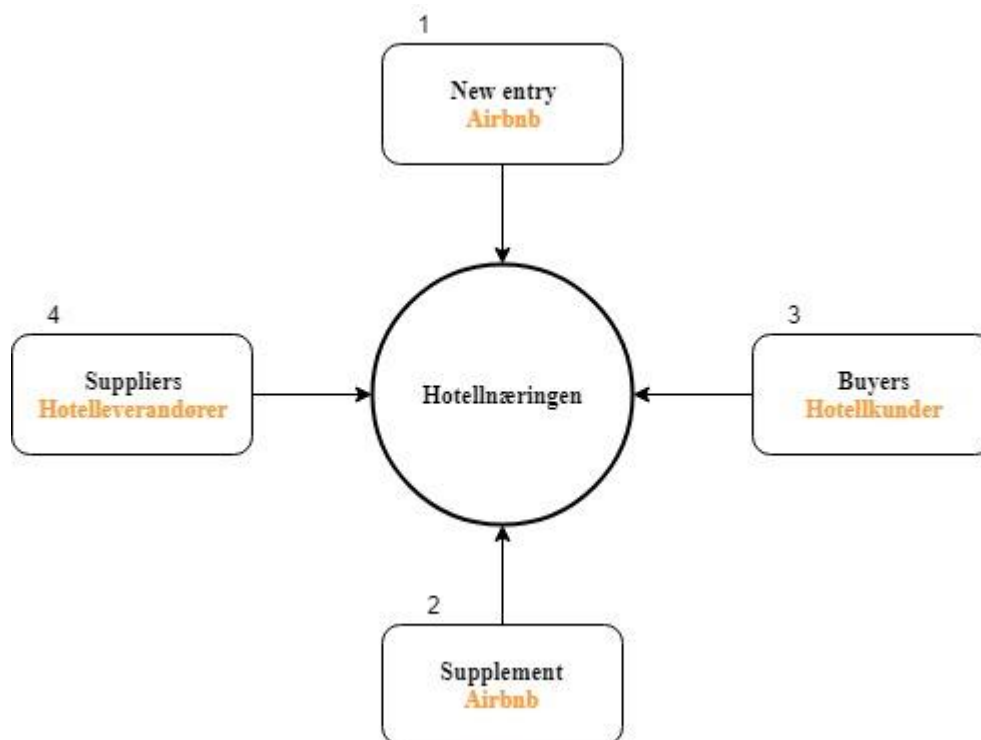 1
New entry
Airbnb
4
Suppliers
Hotelleverandører
Hotellnæringen
3
Buyers
Hotellkunder
2
Supplement
Airbnb